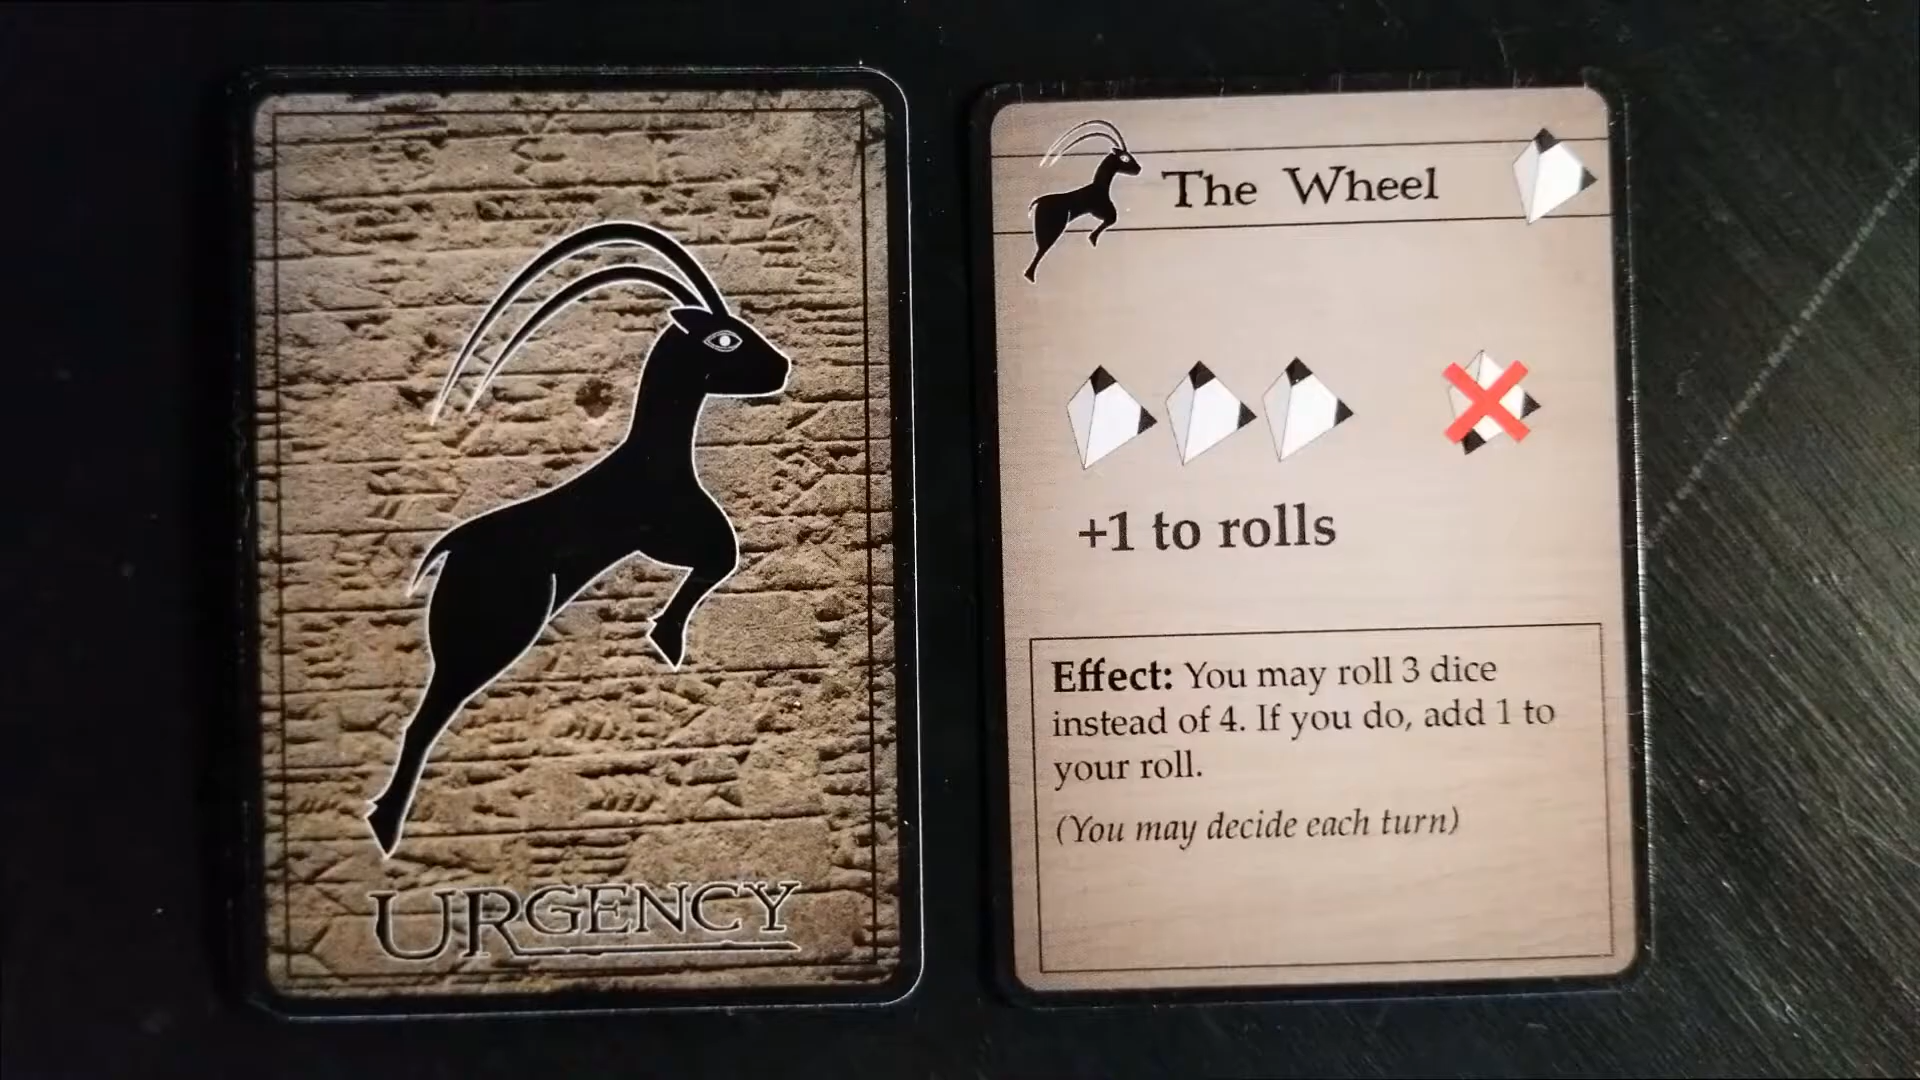 URGENCY
The Wheel
+1 to rolls
Effect: You may roll 3 dice
instead of 4. If you do, add 1 to
your roll.
(You may decide each turn)